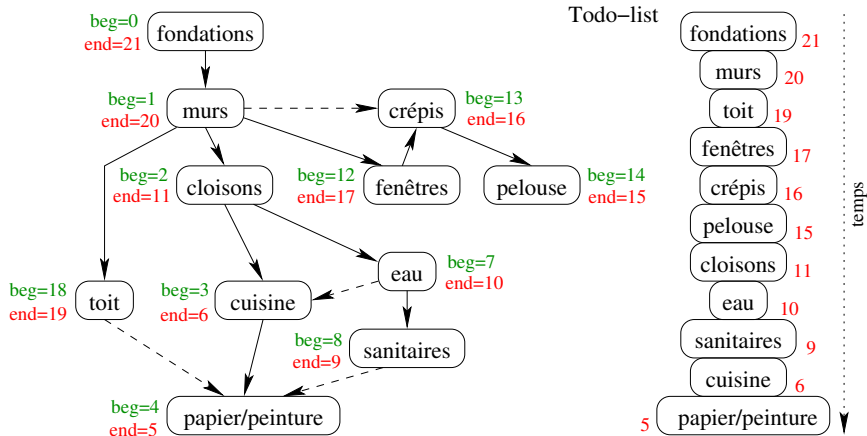 beg=0
end=21
fondations
beg=1
end=20
murs
crépis
beg=13
end=16
beg=2
end=11
cloisons
beg=12
end=17
fenêtres
pelouse
beg=14
end=15
beg=18
end=19
toit
beg=3
end=6
cuisine
eau
beg=7
end=10
beg=8
end=9
sanitaires
beg=4
end=5
papier/peinture
Todo-list
fondations 21
murs 20
toit 19
fenêtres 17
crépis 16
pelouse 15
cloisons 11
eau 10
sanitaires 9
cuisine 6
5 papier/peinture
temps